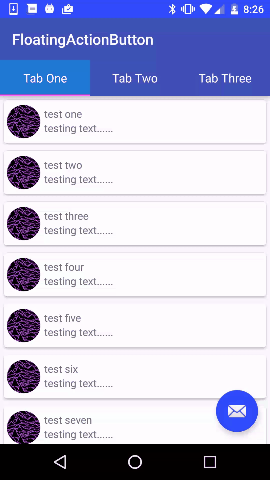 8:26
FloatingActionButton
Tab One
Tab Two
Tab Three
test one
testing text......
test two
testing text......
test three
testing text......
test four
testing text......
test five
testing text......
test six
testing text......
test seven
testing text......